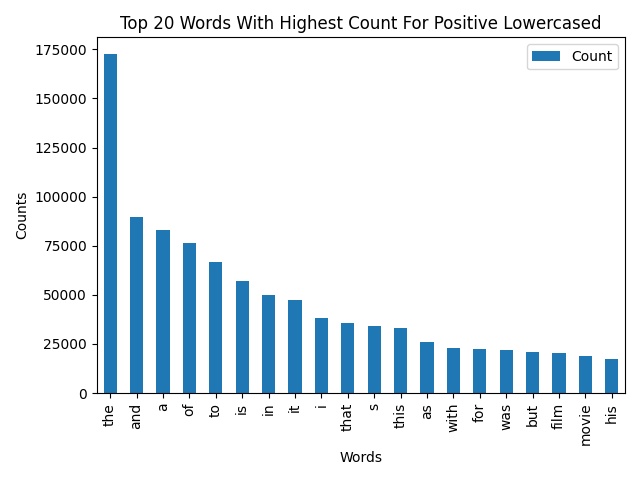 Top 20 Words With Highest Count For Positive Lowercased
Count
175000
150000
125000
100000
75000
50000
25000
0
Counts
the
and
a
of
to
is
in
it
i
that
s
this
as
with
for
was
but
film
movie
his
Words